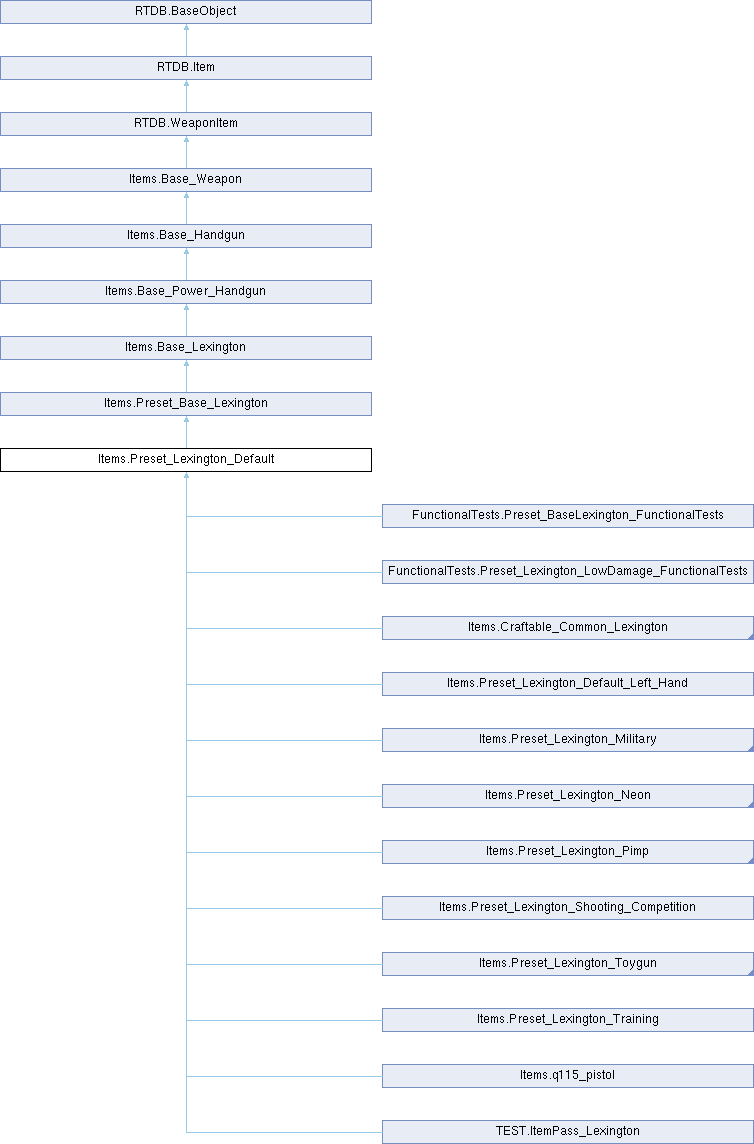 RTDB.BaseObject
RTDB.Item
RTDB.WeaponItem
Items.Base_Weapon
Items.Base_Handgun
Items.Base_Power_Handgun
Items.Base_Lexington
Items.Preset_Base_Lexington
Items.Preset_Lexington_Default
FunctionalTests.Preset_BaseLexington_FunctionalTests
FunctionalTests.Preset_Lexington_LowDamage_FunctionalTests
Items.Craftable_Common_Lexington
Items.Preset_Lexington_Default_Left_Hand
Items.Preset_Lexington_Military
Items.Preset_Lexington_Neon
Items.Preset_Lexington_Pimp
Items.Preset_Lexington_Shooting_Competition
Items.Preset_Lexington_Toygun
Items.Preset_Lexington_Training
Items.q115_pistol
TEST.ItemPass_Lexington